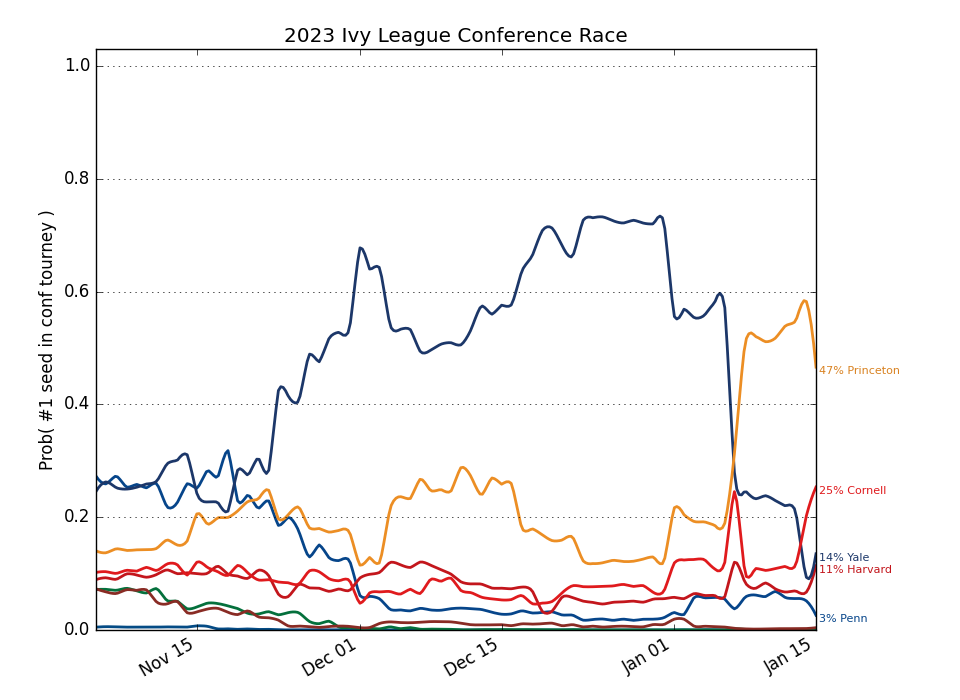 2023 Ivy League Conference Race
Prob( #1 seed in conf tourney )
1.0
0.8
0.6
0.4
0.2
0.0
47% Princeton
25% Cornell
14% Yale
11% Harvard
3% Penn
Nov 15
Dec 01
Dec 15
Jan 01
Jan 15